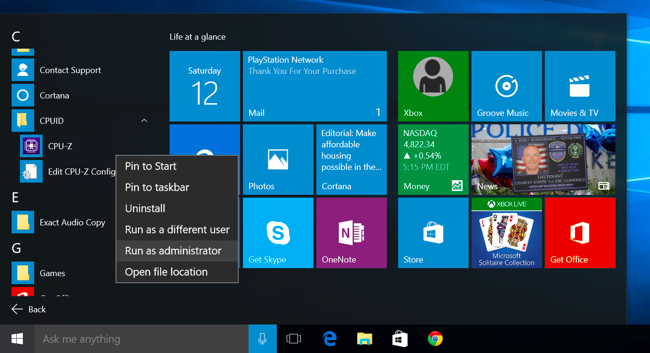 C
Contact Support
Cortana
CPUID
CPU-Z
Edit CPU-Z Config
E
Exact Audio Copy
G
Games
Back
Pin to Start
Pin to taskbar
Uninstall
Run as a different user
Run as administrator
Open file location
Life at a glance
Saturday
12
PlayStation Network
Thank You For Your Purchase
Mail
1
Xbox
Groove Music
Movies & TV
Photos
Editorial: Make
affordable
housing
possible in the...
Cortana
NASDAQ
4,822.34
▲ +0.54%
5:15 PM EDT
Money
POLICE
News
Get Skype
OneNote
Store
XBOX LIVE
Microsoft
Solitaire Collection
Get Office
Ask me anything